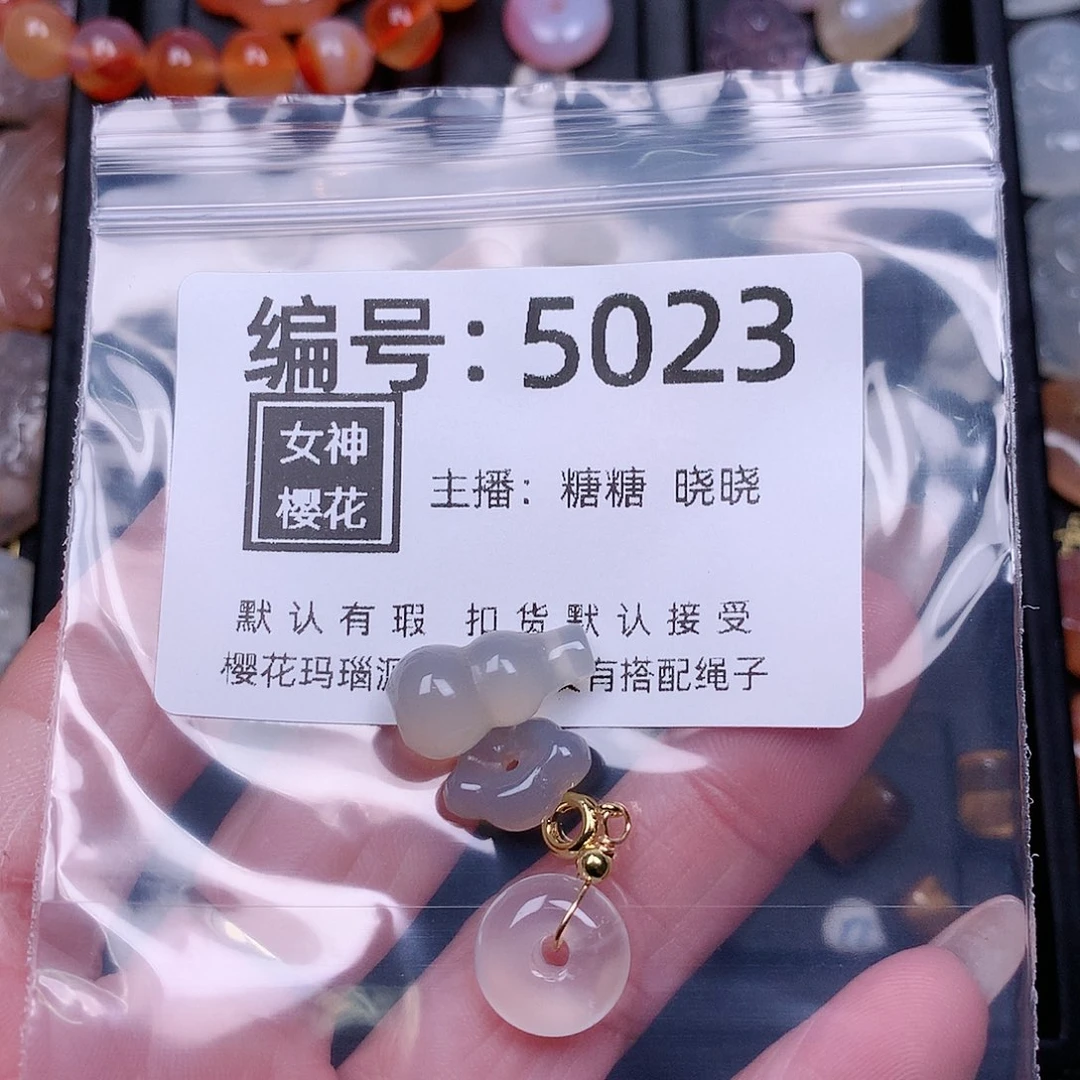 编号:5023
女神
樱花
主播: 糖糖 晓晓
默认有瑕 扣货默认接受
樱花玛瑙 有搭配绳子